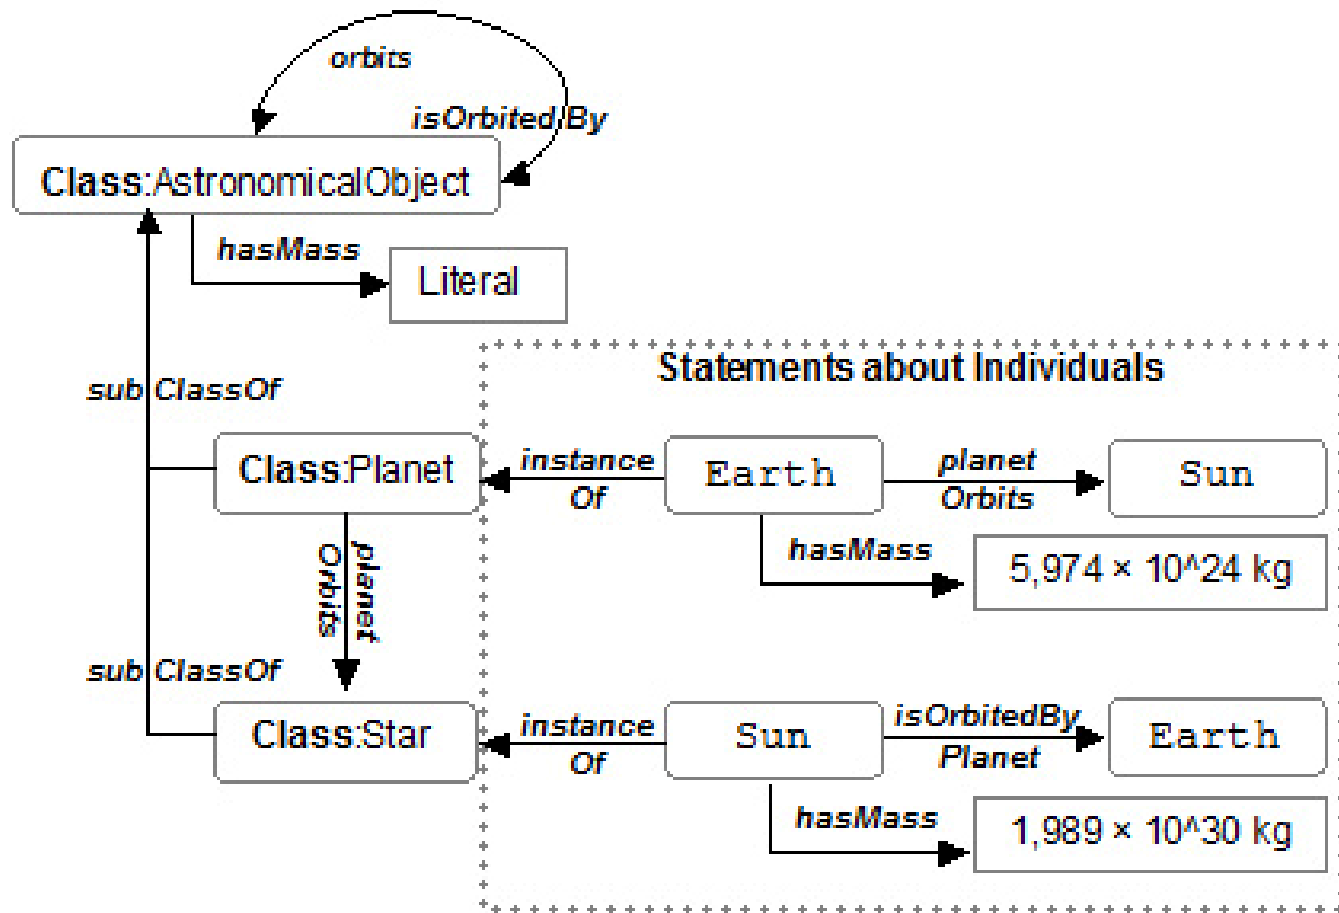 orbits
isOrbitedBy
Class:AstronomicalObject
hasMass
Literal
Statements about Individuals
sub ClassOf
Class:Planet
instance
Of
Earth
planet
Orbits
Sun
hasMass
5,974 × 10^24 kg
planet
Orbits
sub ClassOf
Class:Star
instance
Of
Sun
isOrbitedBy
Planet
Earth
hasMass
1,989 × 10^30 kg